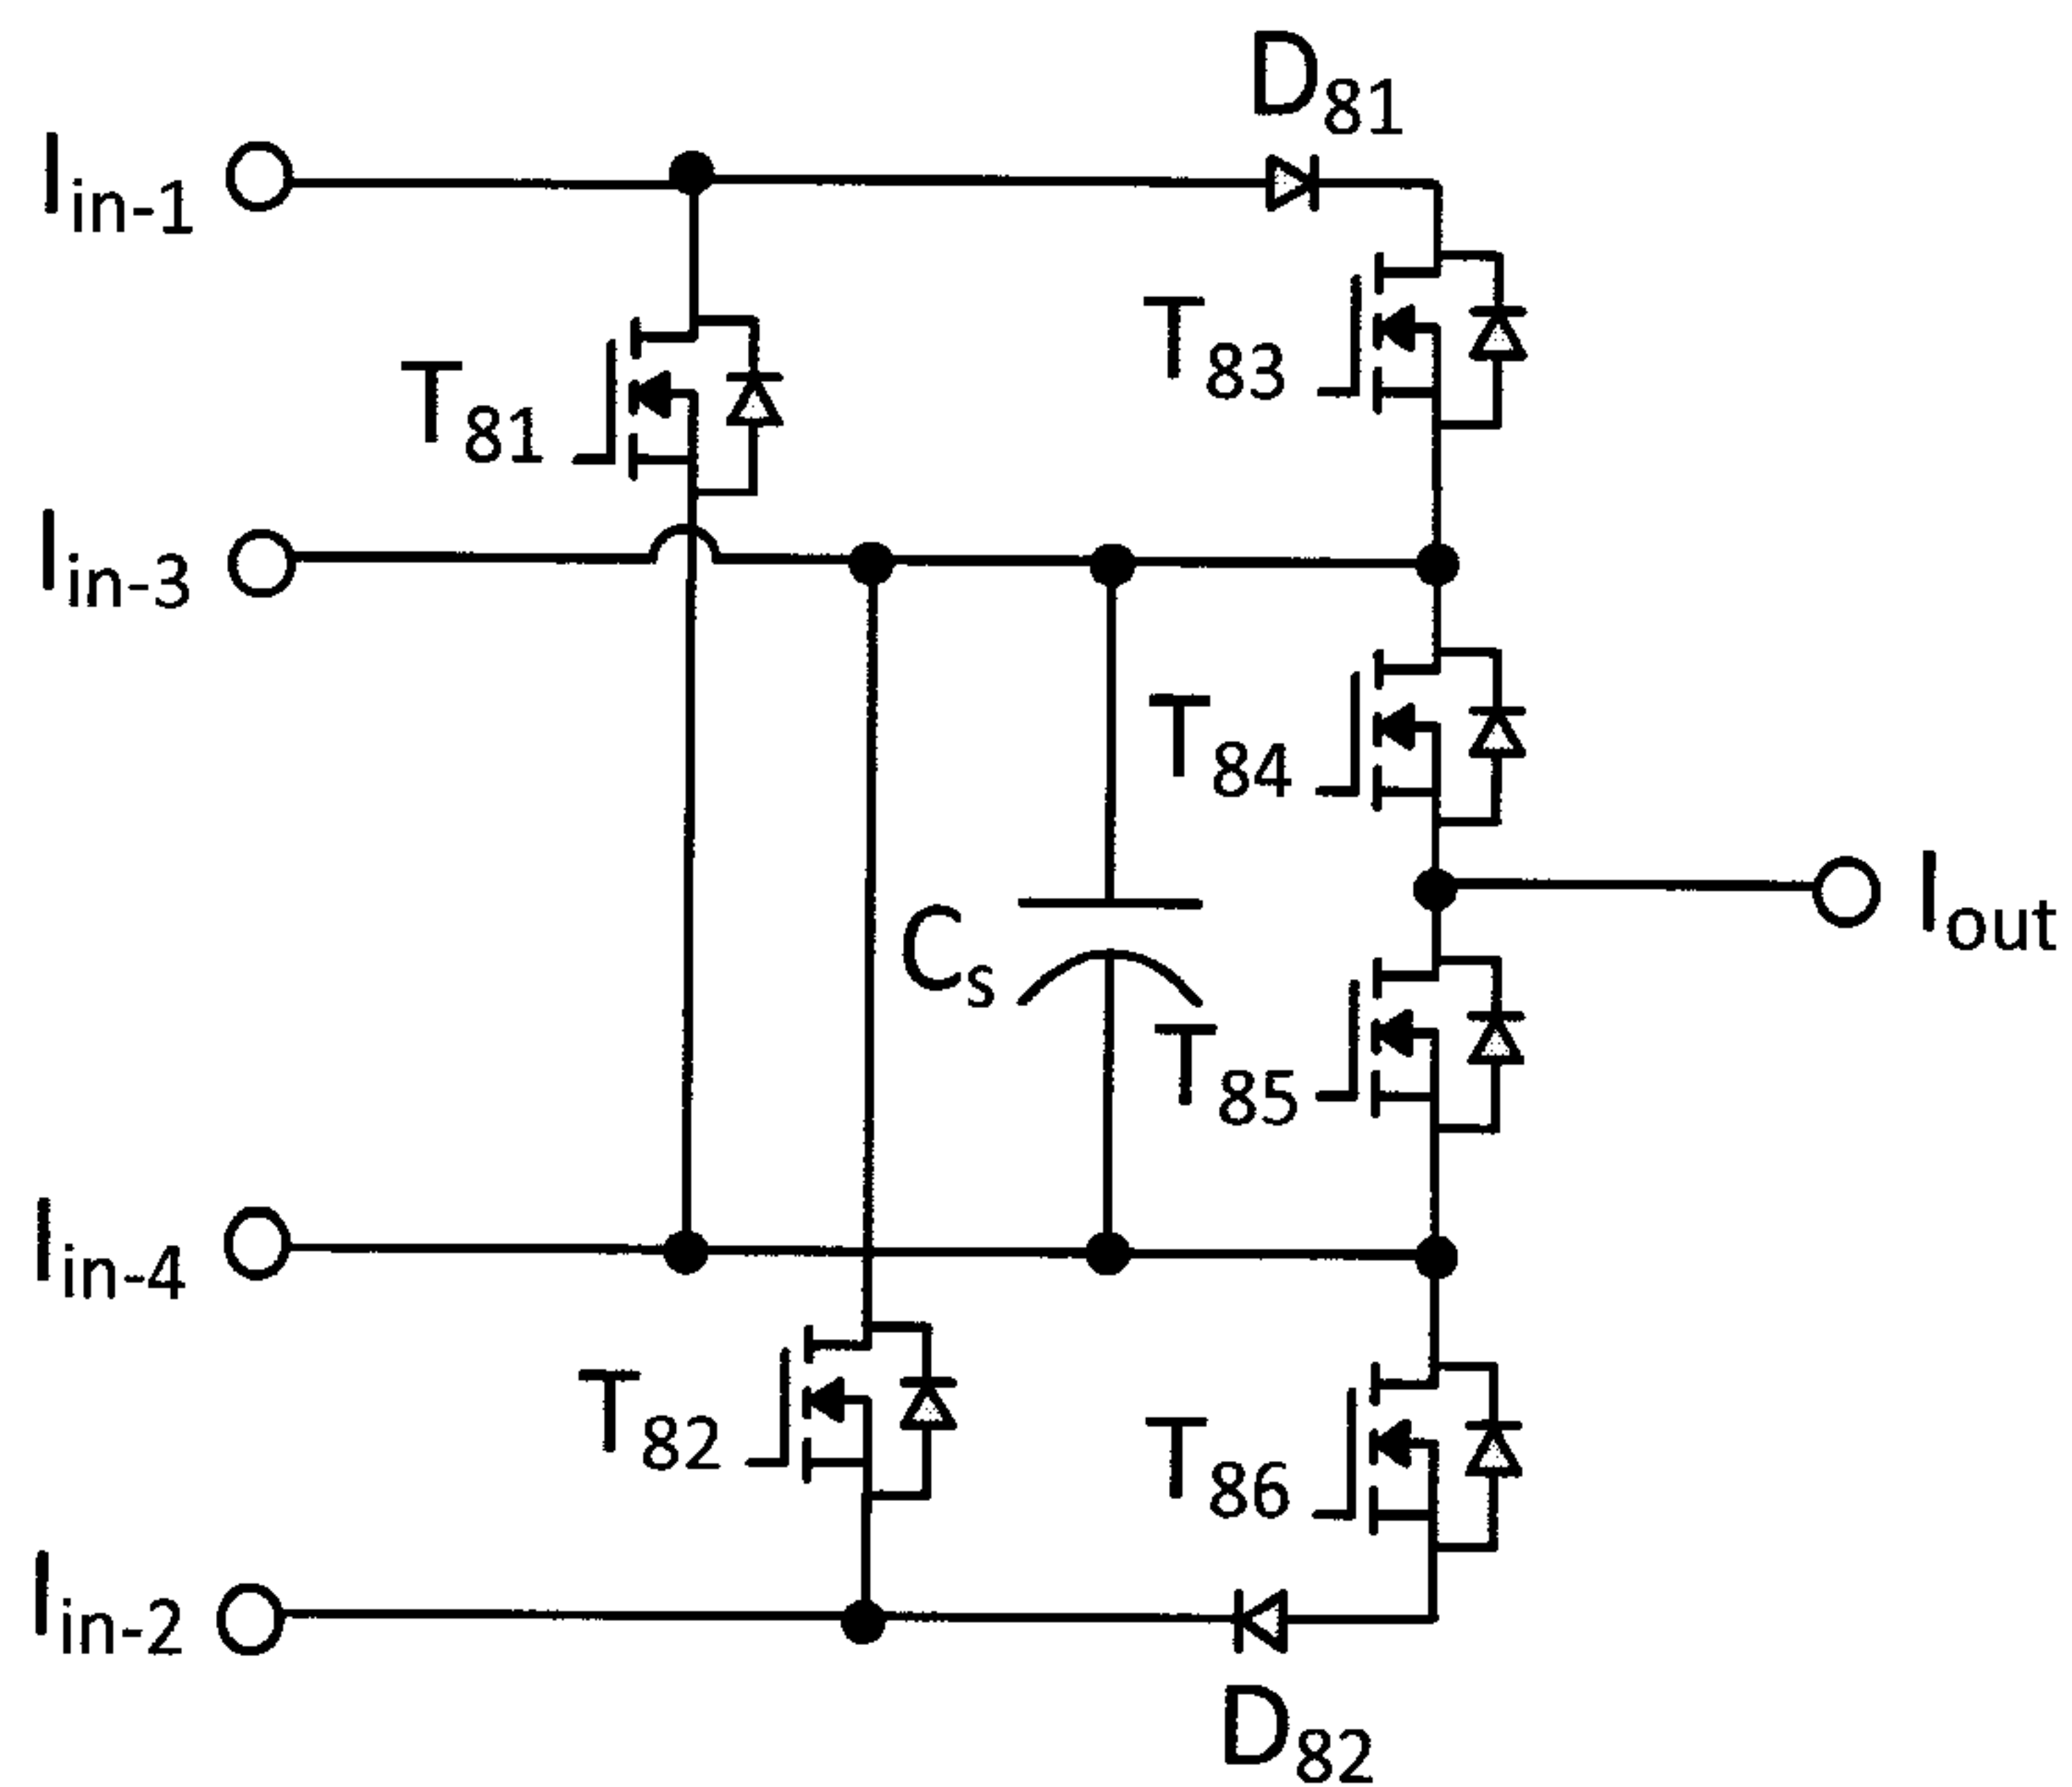 D81
Iin-1
T81
T83
Iin-3
T84
Iout
Cs
T85
Iin-4
T82
T86
Iin-2
D82